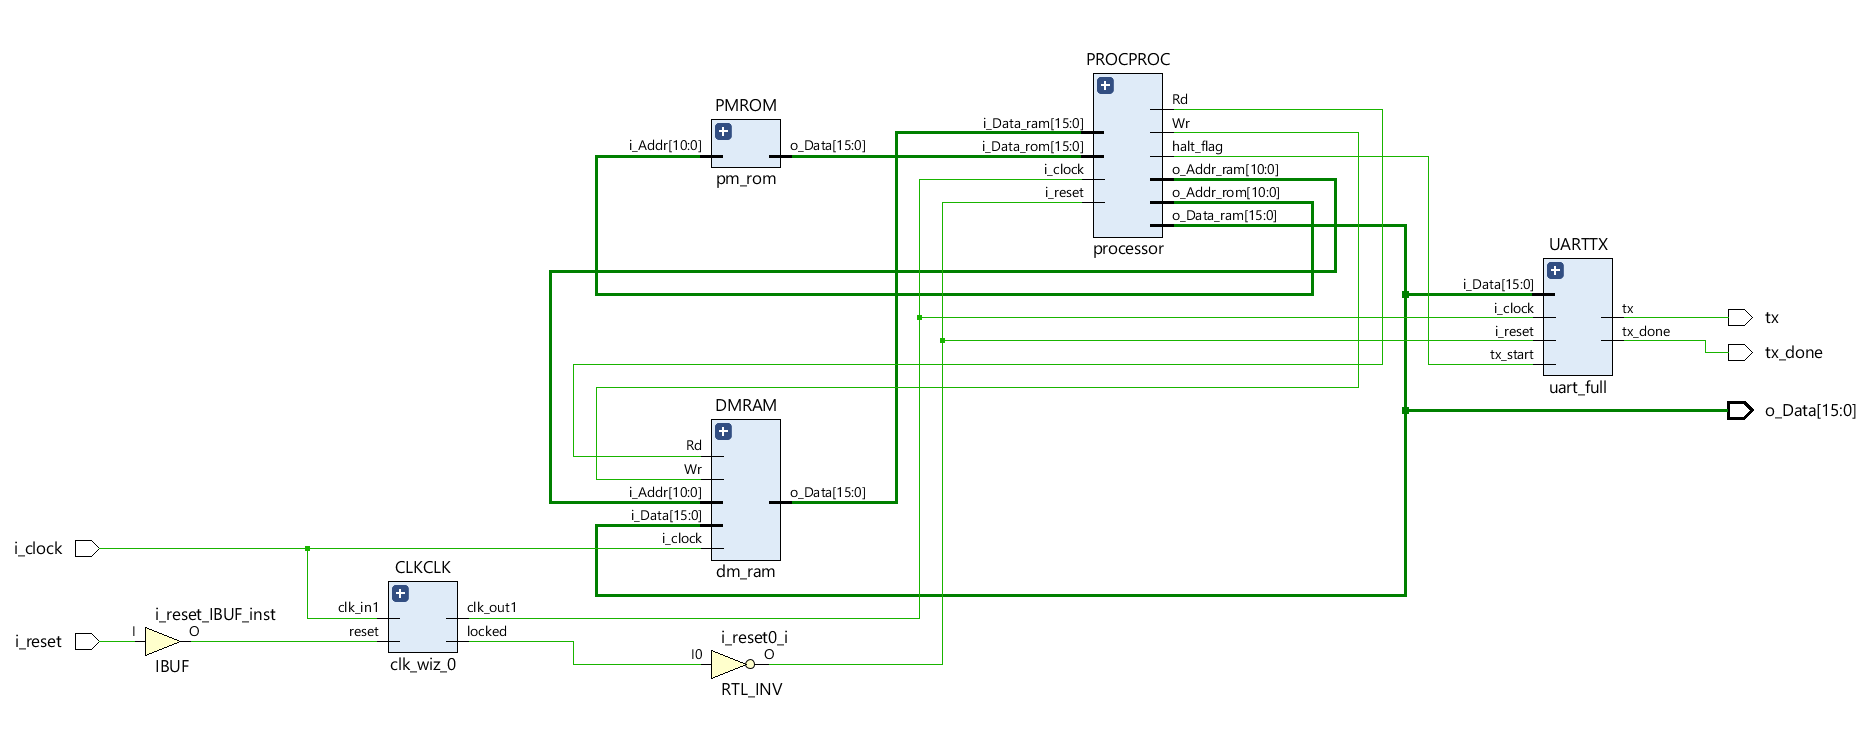 PROCPROC
Rd
Wr
halt_flag
o_Addr_ram[10:0]
o_Addr_rom[10:0]
o_Data_ram[15:0]
i_Data_ram[15:0]
i_Data_rom[15:0]
i_clock
i_reset
processor
PMROM
i_Addr[10:0]
o_Data[15:0]
pm_rom
UARTTX
i_Data[15:0]
i_clock
i_reset
tx_start
tx
tx_done
uart_full
tx
tx_done
o_Data[15:0]
DMRAM
Rd
Wr
i_Addr[10:0]
i_Data[15:0]
i_clock
o_Data[15:0]
dm_ram
i_clock
CLKCLK
clk_in1
reset
clk_out1
locked
clk_wiz_0
i_reset
i_reset_IBUF_inst
I
O
IBUF
i_reset0_i
I0
O
RTL_INV